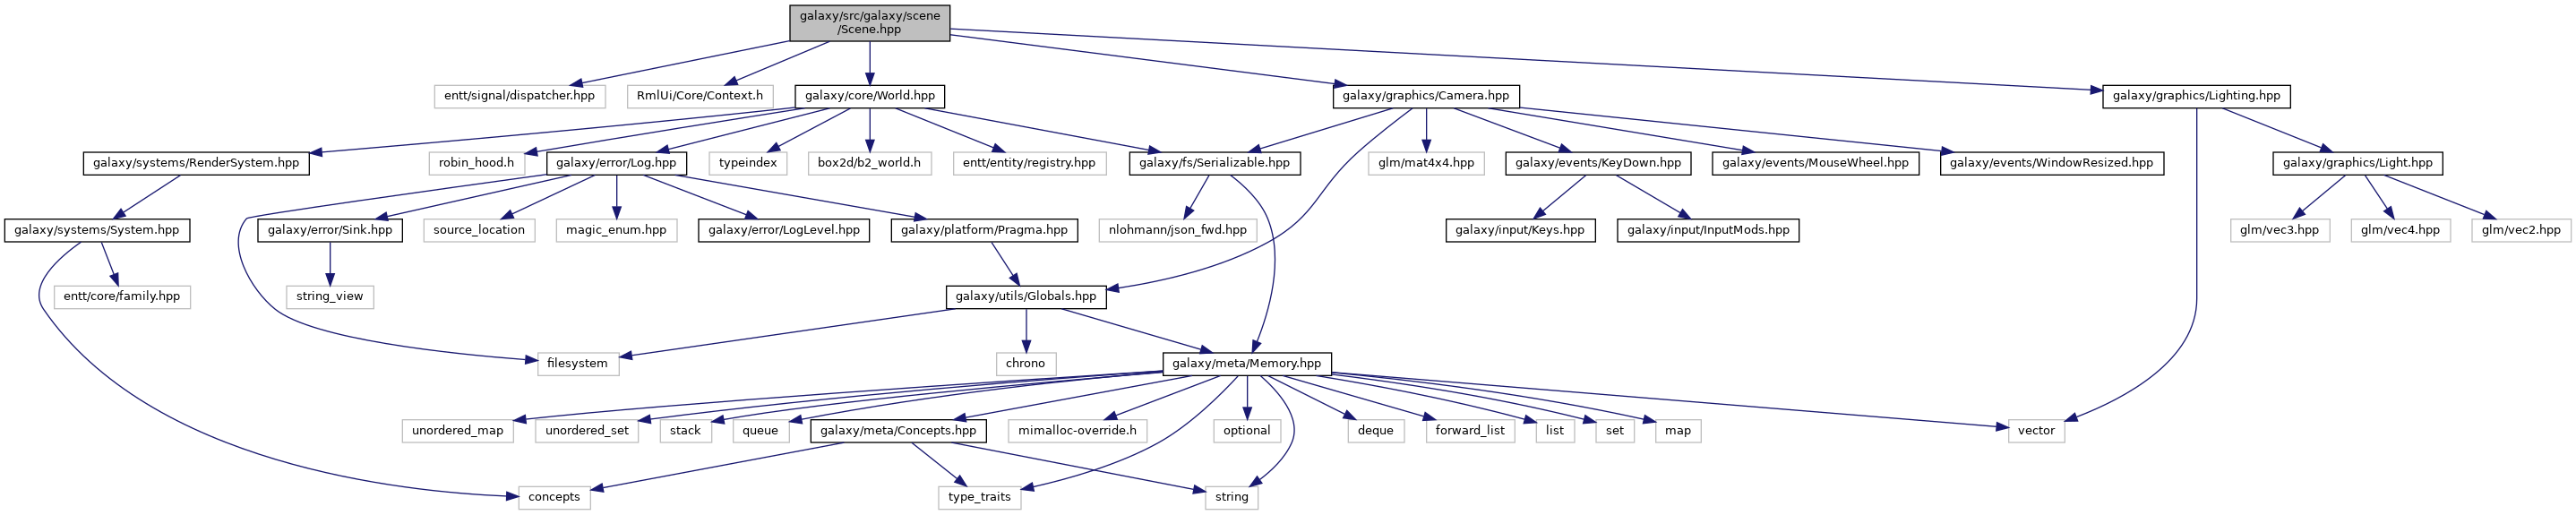 galaxy/src/galaxy/scene
/Scene.hpp
entt/signal/dispatcher.hpp
RmlUi/Core/Context.h
galaxy/core/World.hpp
galaxy/graphics/Camera.hpp
galaxy/graphics/Lighting.hpp
galaxy/systems/RenderSystem.hpp
robin_hood.h
galaxy/error/Log.hpp
typeindex
box2d/b2_world.h
entt/entity/registry.hpp
galaxy/fs/Serializable.hpp
glm/mat4x4.hpp
galaxy/events/KeyDown.hpp
galaxy/events/MouseWheel.hpp
galaxy/events/WindowResized.hpp
galaxy/graphics/Light.hpp
galaxy/systems/System.hpp
galaxy/error/Sink.hpp
source_location
magic_enum.hpp
galaxy/error/LogLevel.hpp
galaxy/platform/Pragma.hpp
nlohmann/json_fwd.hpp
galaxy/input/Keys.hpp
galaxy/input/InputMods.hpp
glm/vec3.hpp
glm/vec4.hpp
glm/vec2.hpp
entt/core/family.hpp
string_view
galaxy/utils/Globals.hpp
filesystem
chrono
galaxy/meta/Memory.hpp
unordered_map
unordered_set
stack
queue
galaxy/meta/Concepts.hpp
mimalloc-override.h
optional
deque
forward_list
list
set
map
vector
concepts
type_traits
string